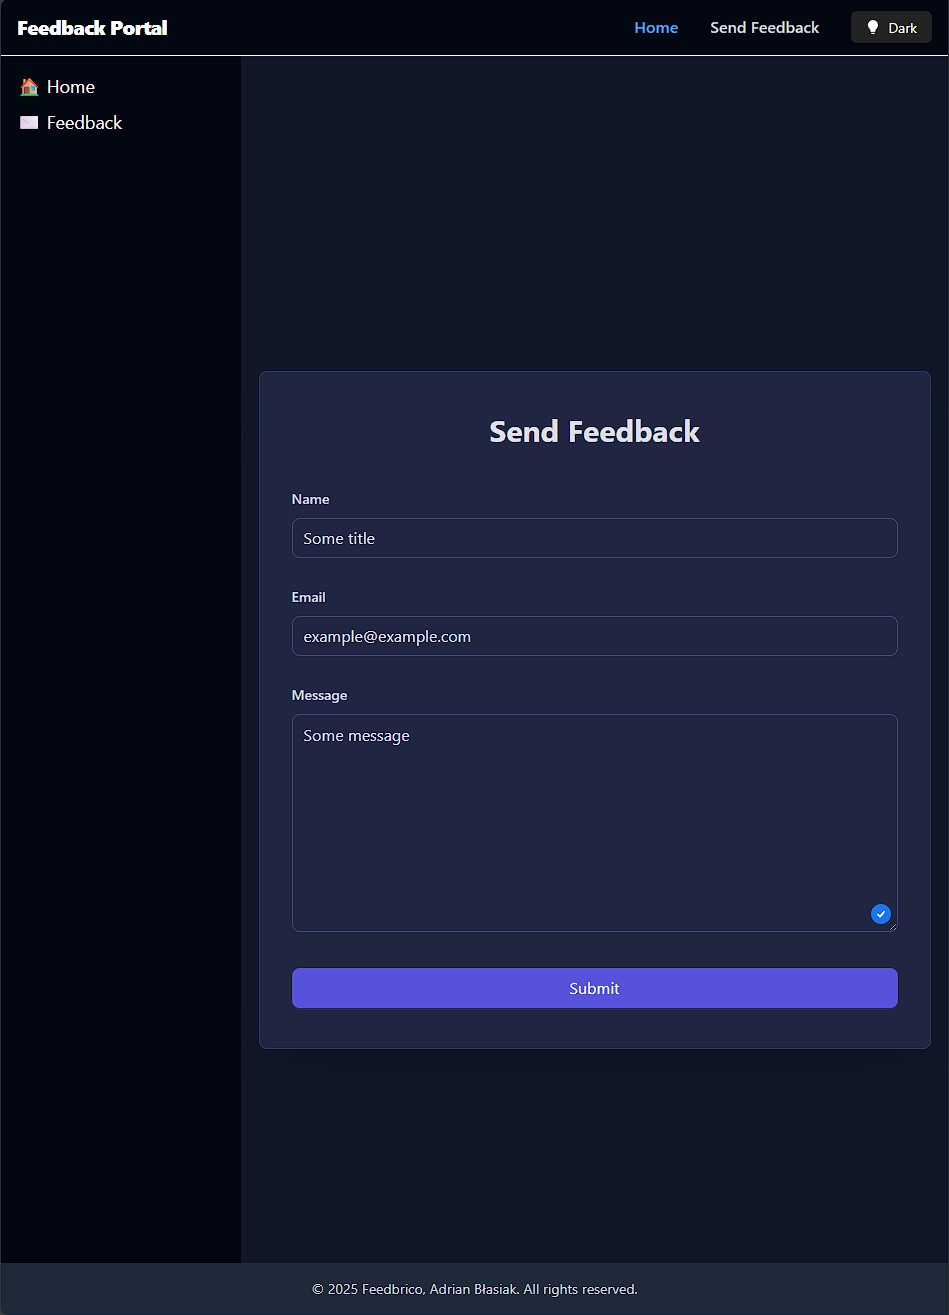 Feedback Portal
Home
Send Feedback
Dark
Home
Feedback
Send Feedback
Name
Some title
Email
example@example.com
Message
Some message
Submit
© 2025 Feedbrico, Adrian Błasiak. All rights reserved.